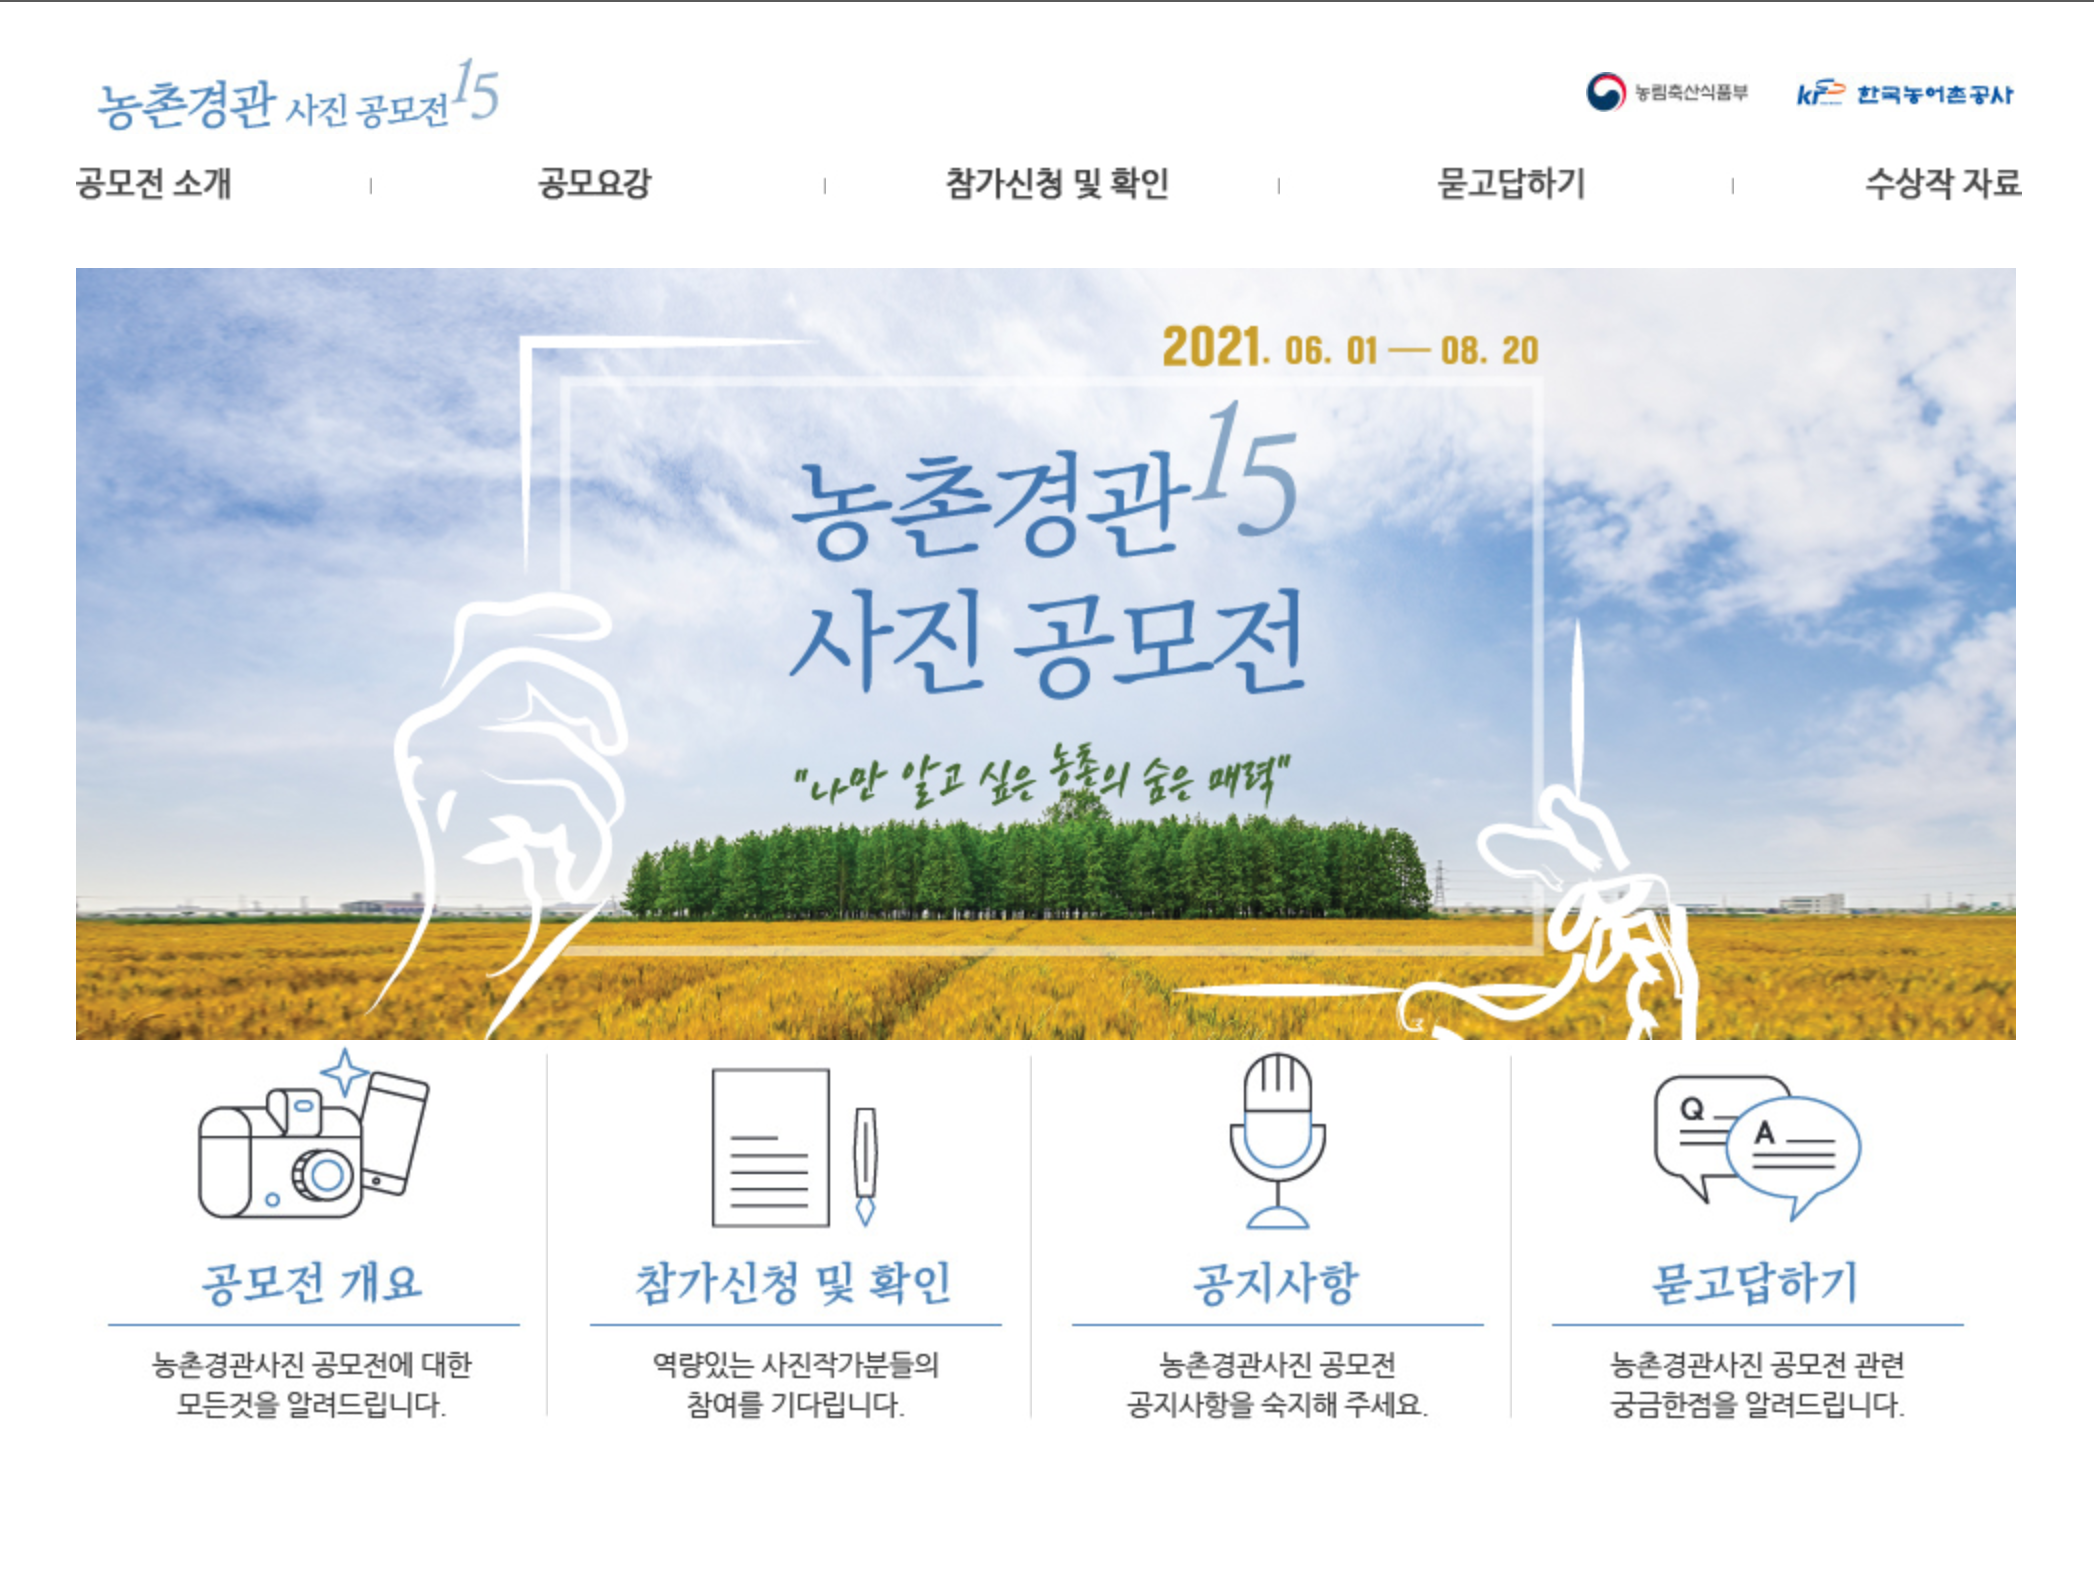 농촌경관 사진 공모전 15
농림축산식품부
kr 한국농어촌공사
공모전 소개
공모요강
참가신청 및 확인
묻고답하기
수상작 자료
2021. 06. 01 — 08. 20
농촌경관 15
사진 공모전
"나만 알고 싶은 농촌의 숨은 매력"
Q
A
공모전 개요
농촌경관사진 공모전에 대한
모든것을 알려드립니다.
참가신청 및 확인
역량있는 사진작가분들의
참여를 기다립니다.
공지사항
농촌경관사진 공모전
공지사항을 숙지해 주세요.
묻고답하기
농촌경관사진 공모전 관련
궁금한점을 알려드립니다.